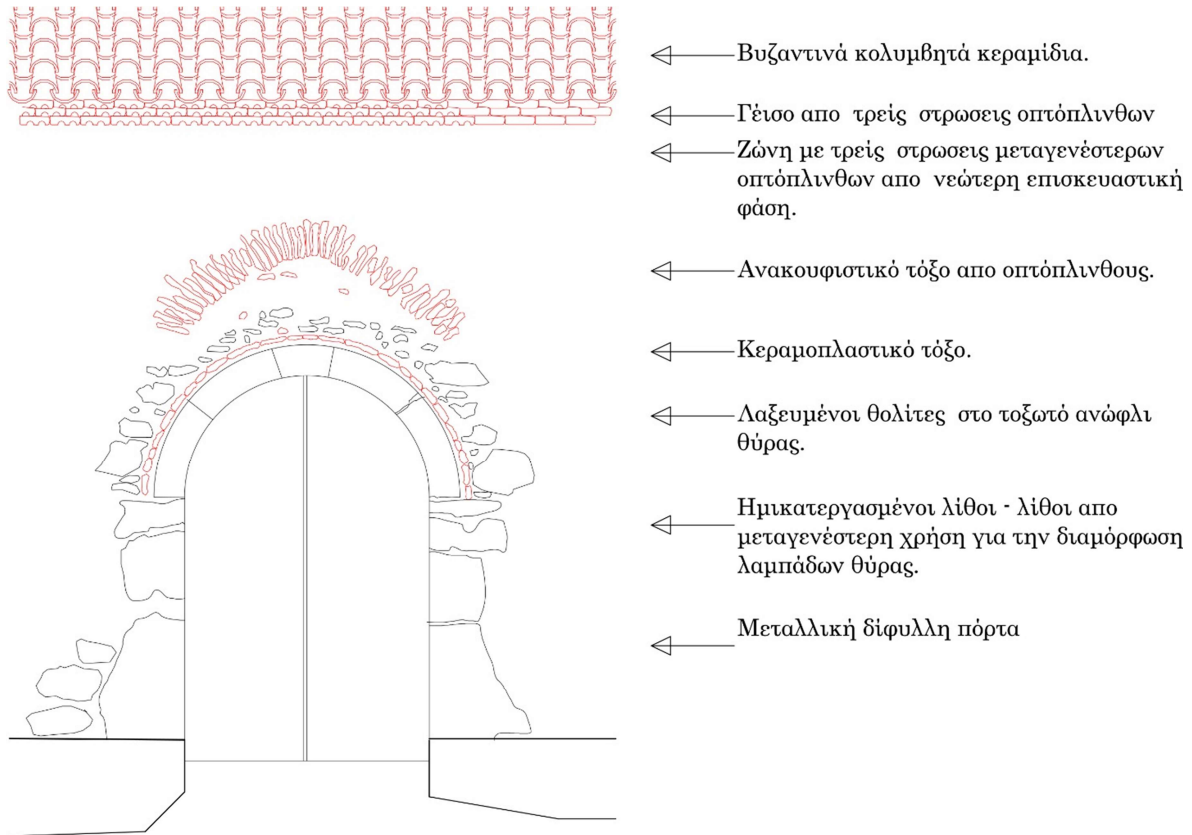 Βυζαντινά κολυμβητά κεραμίδια.
Γέισο απο τρείς στρωσεις οπτόπλινθων
Ζώνη με τρείς στρωσεις μεταγενέστερων
οπτόπλινθων απο νεώτερη επισκευαστική
φάση.
Ανακουφιστικό τόξο απο οπτόπλινθους.
Κεραμοπλαστικό τόξο.
Λαξευμένοι θολίτες στο τοξωτό ανώφλι
θύρας.
Ημικατεργασμένοι λίθοι - λίθοι απο
μεταγενέστερη χρήση για την διαμόρφωση
λαμπάδων θύρας.
Μεταλλική δίφυλλη πόρτα